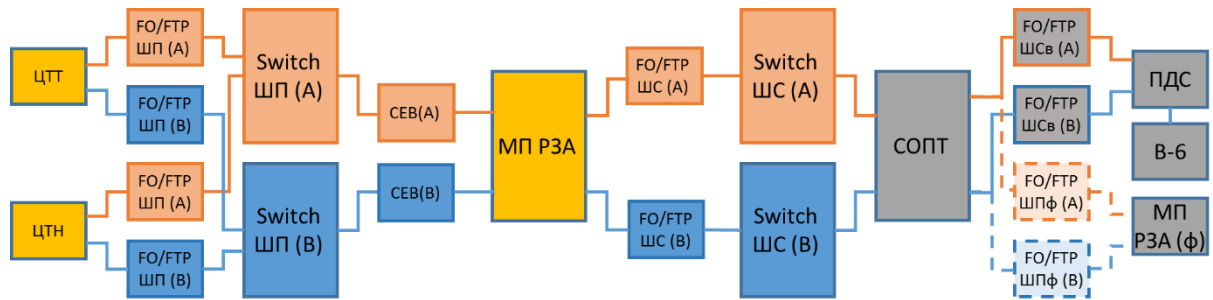 ЦТТ
FO/FTP
ШП (А)
FO/FTP
ШП (В)
Switch
ШП (А)
СЕВ(А)
МП РЗА
FO/FTP
ШС (А)
Switch
ШС (А)
СОПТ
FO/FTP
ШСв (А)
FO/FTP
ШСв (В)
ПДС
В-6
ЦТН
FO/FTP
ШП (А)
FO/FTP
ШП (В)
Switch
ШП (В)
СЕВ(В)
FO/FTP
ШС (В)
Switch
ШС (В)
FO/FTP
ШПф (А)
FO/FTP
ШПф (В)
МП
РЗА (ф)